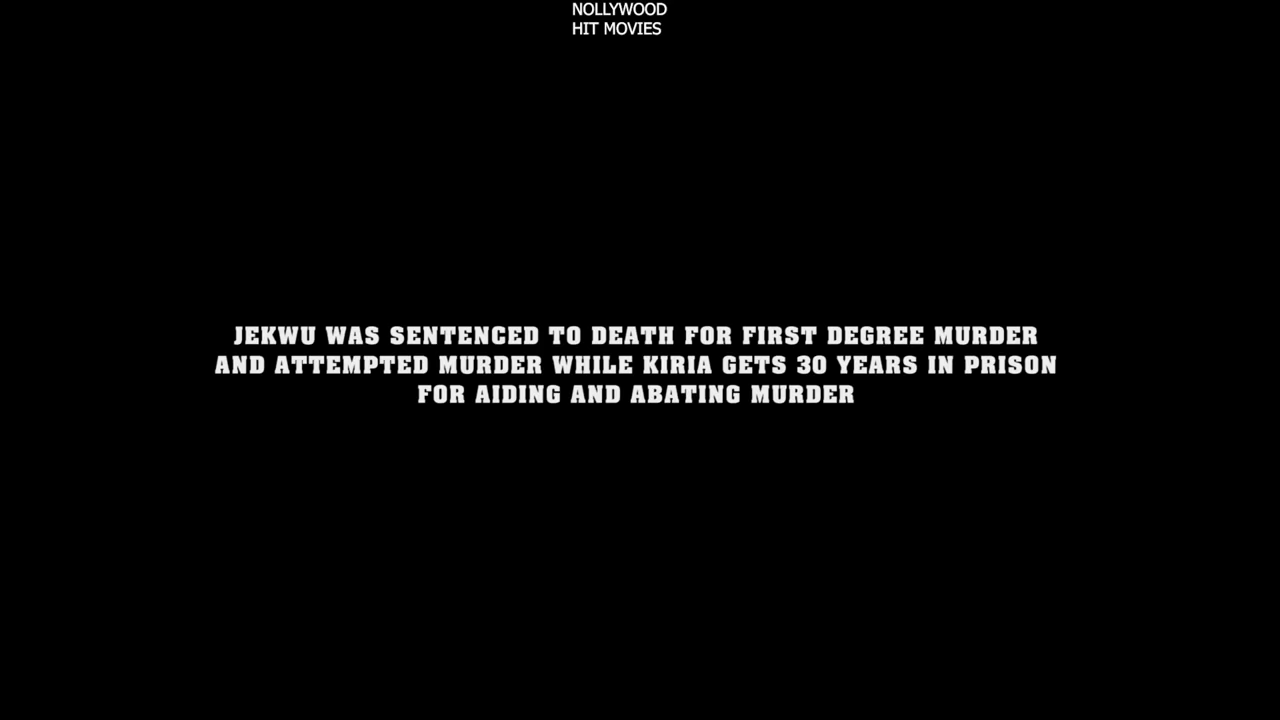 NOLLYWOOD
HIT MOVIES
JEKWU WAS SENTENCED TO DEATH FOR FIRST DEGREE MURDER
AND ATTEMPTED MURDER WHILE KIRIA GETS 30 YEARS IN PRISON
FOR AIDING AND ABATING MURDER